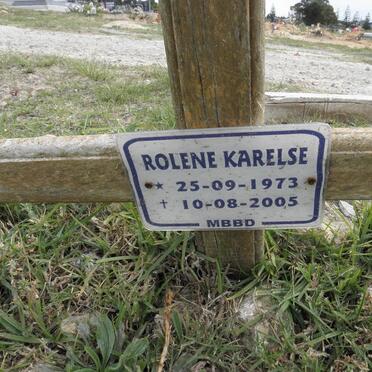 ROLENE KARELSE
* 25-09-1973
† 10-08-2005
MBBD